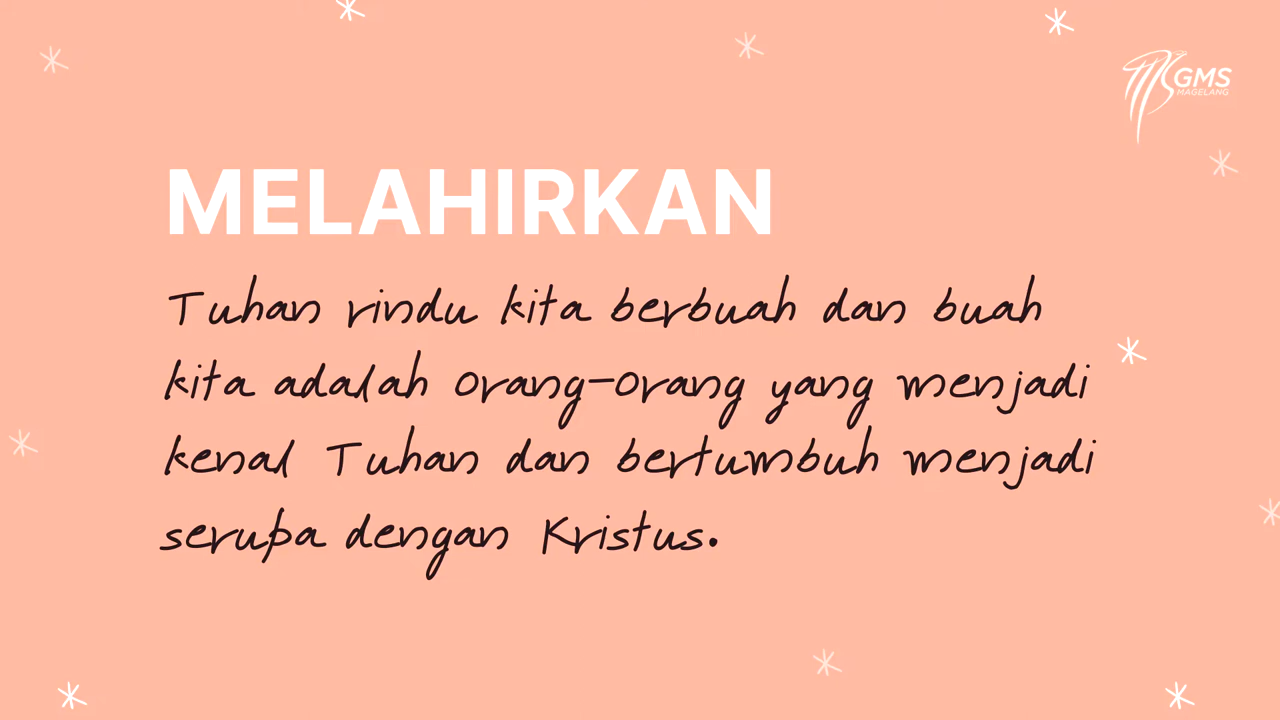 GMS
MAGELANG
MELAHIRKAN
Tuhan rindu kita berbuah dan buah
kita adalah orang-orang yang menjadi
kenal Tuhan dan bertumbuh menjadi
serupa dengan Kristus.